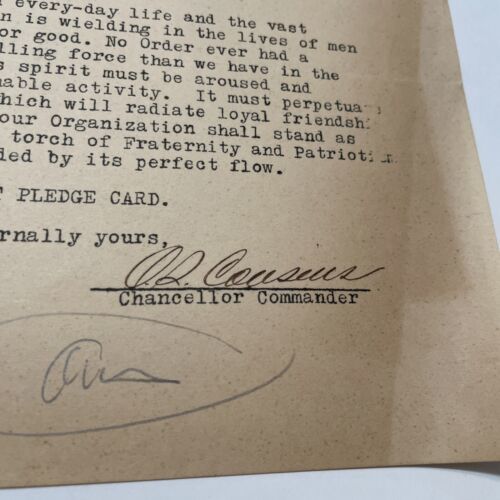 every-day life and the vast
is wielding in the lives of men
or good. No Order ever had a
lling force than we have in the
s spirit must be aroused and
nable activity. It must perpetua
hich will radiate loyal friendsh
our Organization shall stand as
torch of Fraternity and Patrioti
ded by its perfect flow.
PLEDGE CARD.
ernally yours,
Cousens
Chancellor Commander